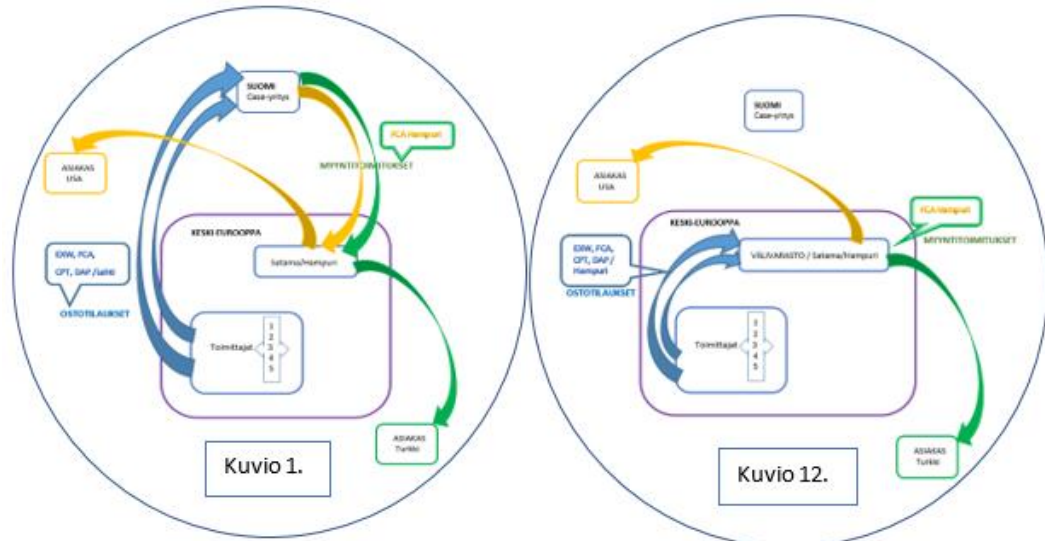 SUOMI
Case-yritys
FCA Hampuri
MYYNTITOIMITUKSET
ASIAKAS
USA
KESKI-EUROOPPA
Satama/Hampuri
EXW, FCA,
CPT, DAP /Lahti
OSTOTILAUKSET
Toimittajat
1
2
3
4
5
ASIAKAS
Turkki
Kuvio 1.
SUOMI
Case-yritys
ASIAKAS
USA
FCA Hampuri
MYYNTITOIMITUKSET
KESKI-EUROOPPA
EXW, FCA,
CPT, DAP /
Hampuri
OSTOTILAUKSET
VÄLIVARASTO / Satama/Hampuri
Toimittajat
1
2
3
4
5
ASIAKAS
Turkki
Kuvio 12.